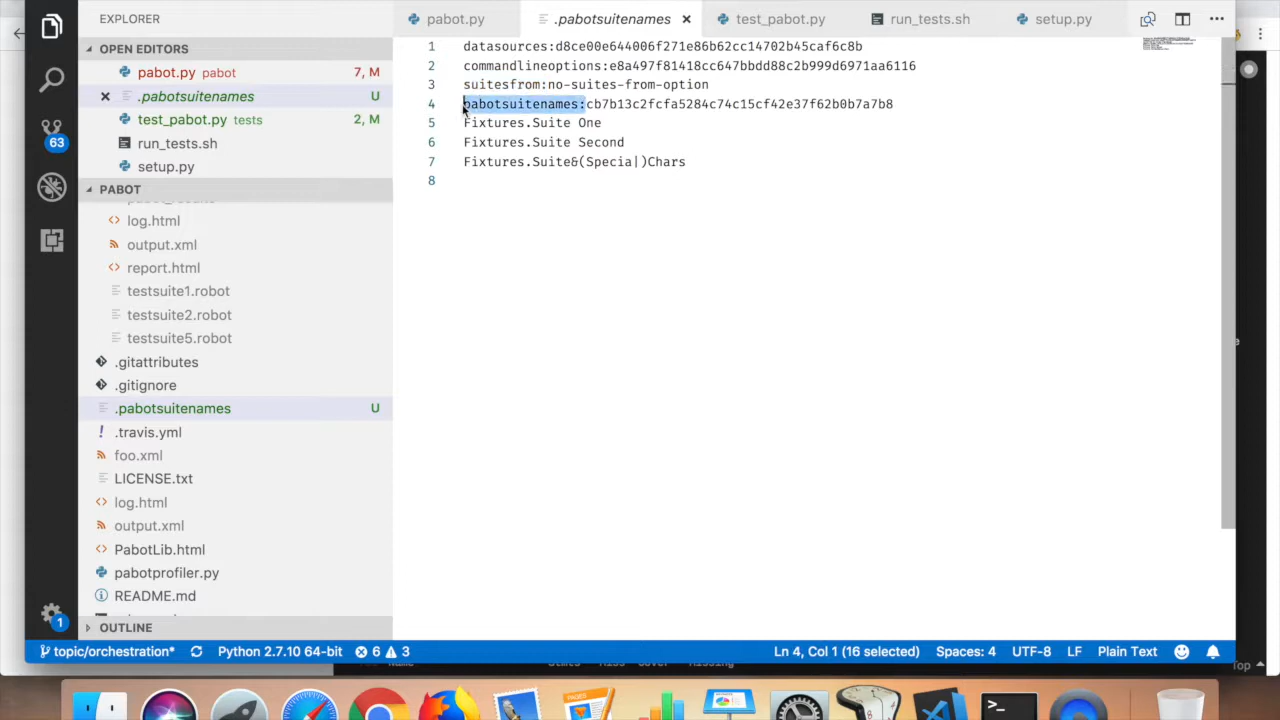 EXPLORER
OPEN EDITORS
pabot.py pabot 7, M
.pabotsuitenames U
test_pabot.py tests 2, M
run_tests.sh
setup.py
PABOT
log.html
output.xml
report.html
testsuite1.robot
testsuite2.robot
testsuite5.robot
.gitattributes
.gitignore
.pabotsuitenames U
.travis.yml
foo.xml
LICENSE.txt
log.html
output.xml
PabotLib.html
pabotprofiler.py
README.md
OUTLINE
63
1
pabot.py
.pabotsuitenames
test_pabot.py
run_tests.sh
setup.py
1 datasources:d8ce00e644006f271e86b62cc14702b45caf6c8b
2 commandlineoptions:e8a497f81418cc647bbdd88c2b999d6971aa6116
3 suitesfrom:no-suites-from-option
4 pabotsuitenames:cb7b13c2fcfa5284c74c15cf42e37f62b0b7a7b8
5 Fixtures.Suite One
6 Fixtures.Suite Second
7 Fixtures.Suite&(Specia|)Chars
8
topic/orchestration* Python 2.7.10 64-bit 6 3 Ln 4, Col 1 (16 selected) Spaces: 4 UTF-8 LF Plain Text
Top